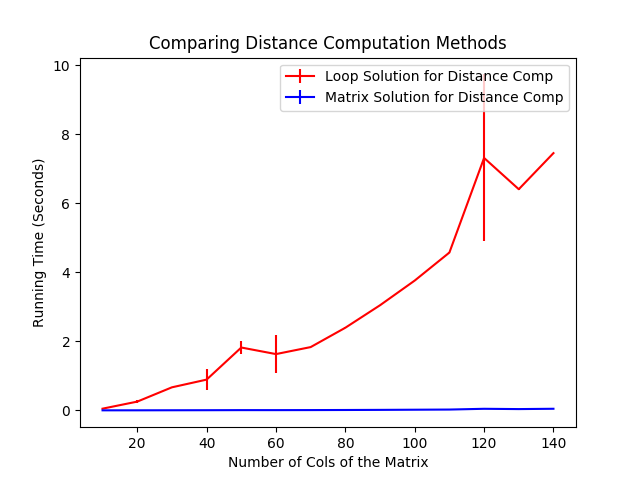 Comparing Distance Computation Methods
Loop Solution for Distance Comp
Matrix Solution for Distance Comp
Running Time (Seconds)
10
8
6
4
2
0
20 40 60 80 100 120 140
Number of Cols of the Matrix